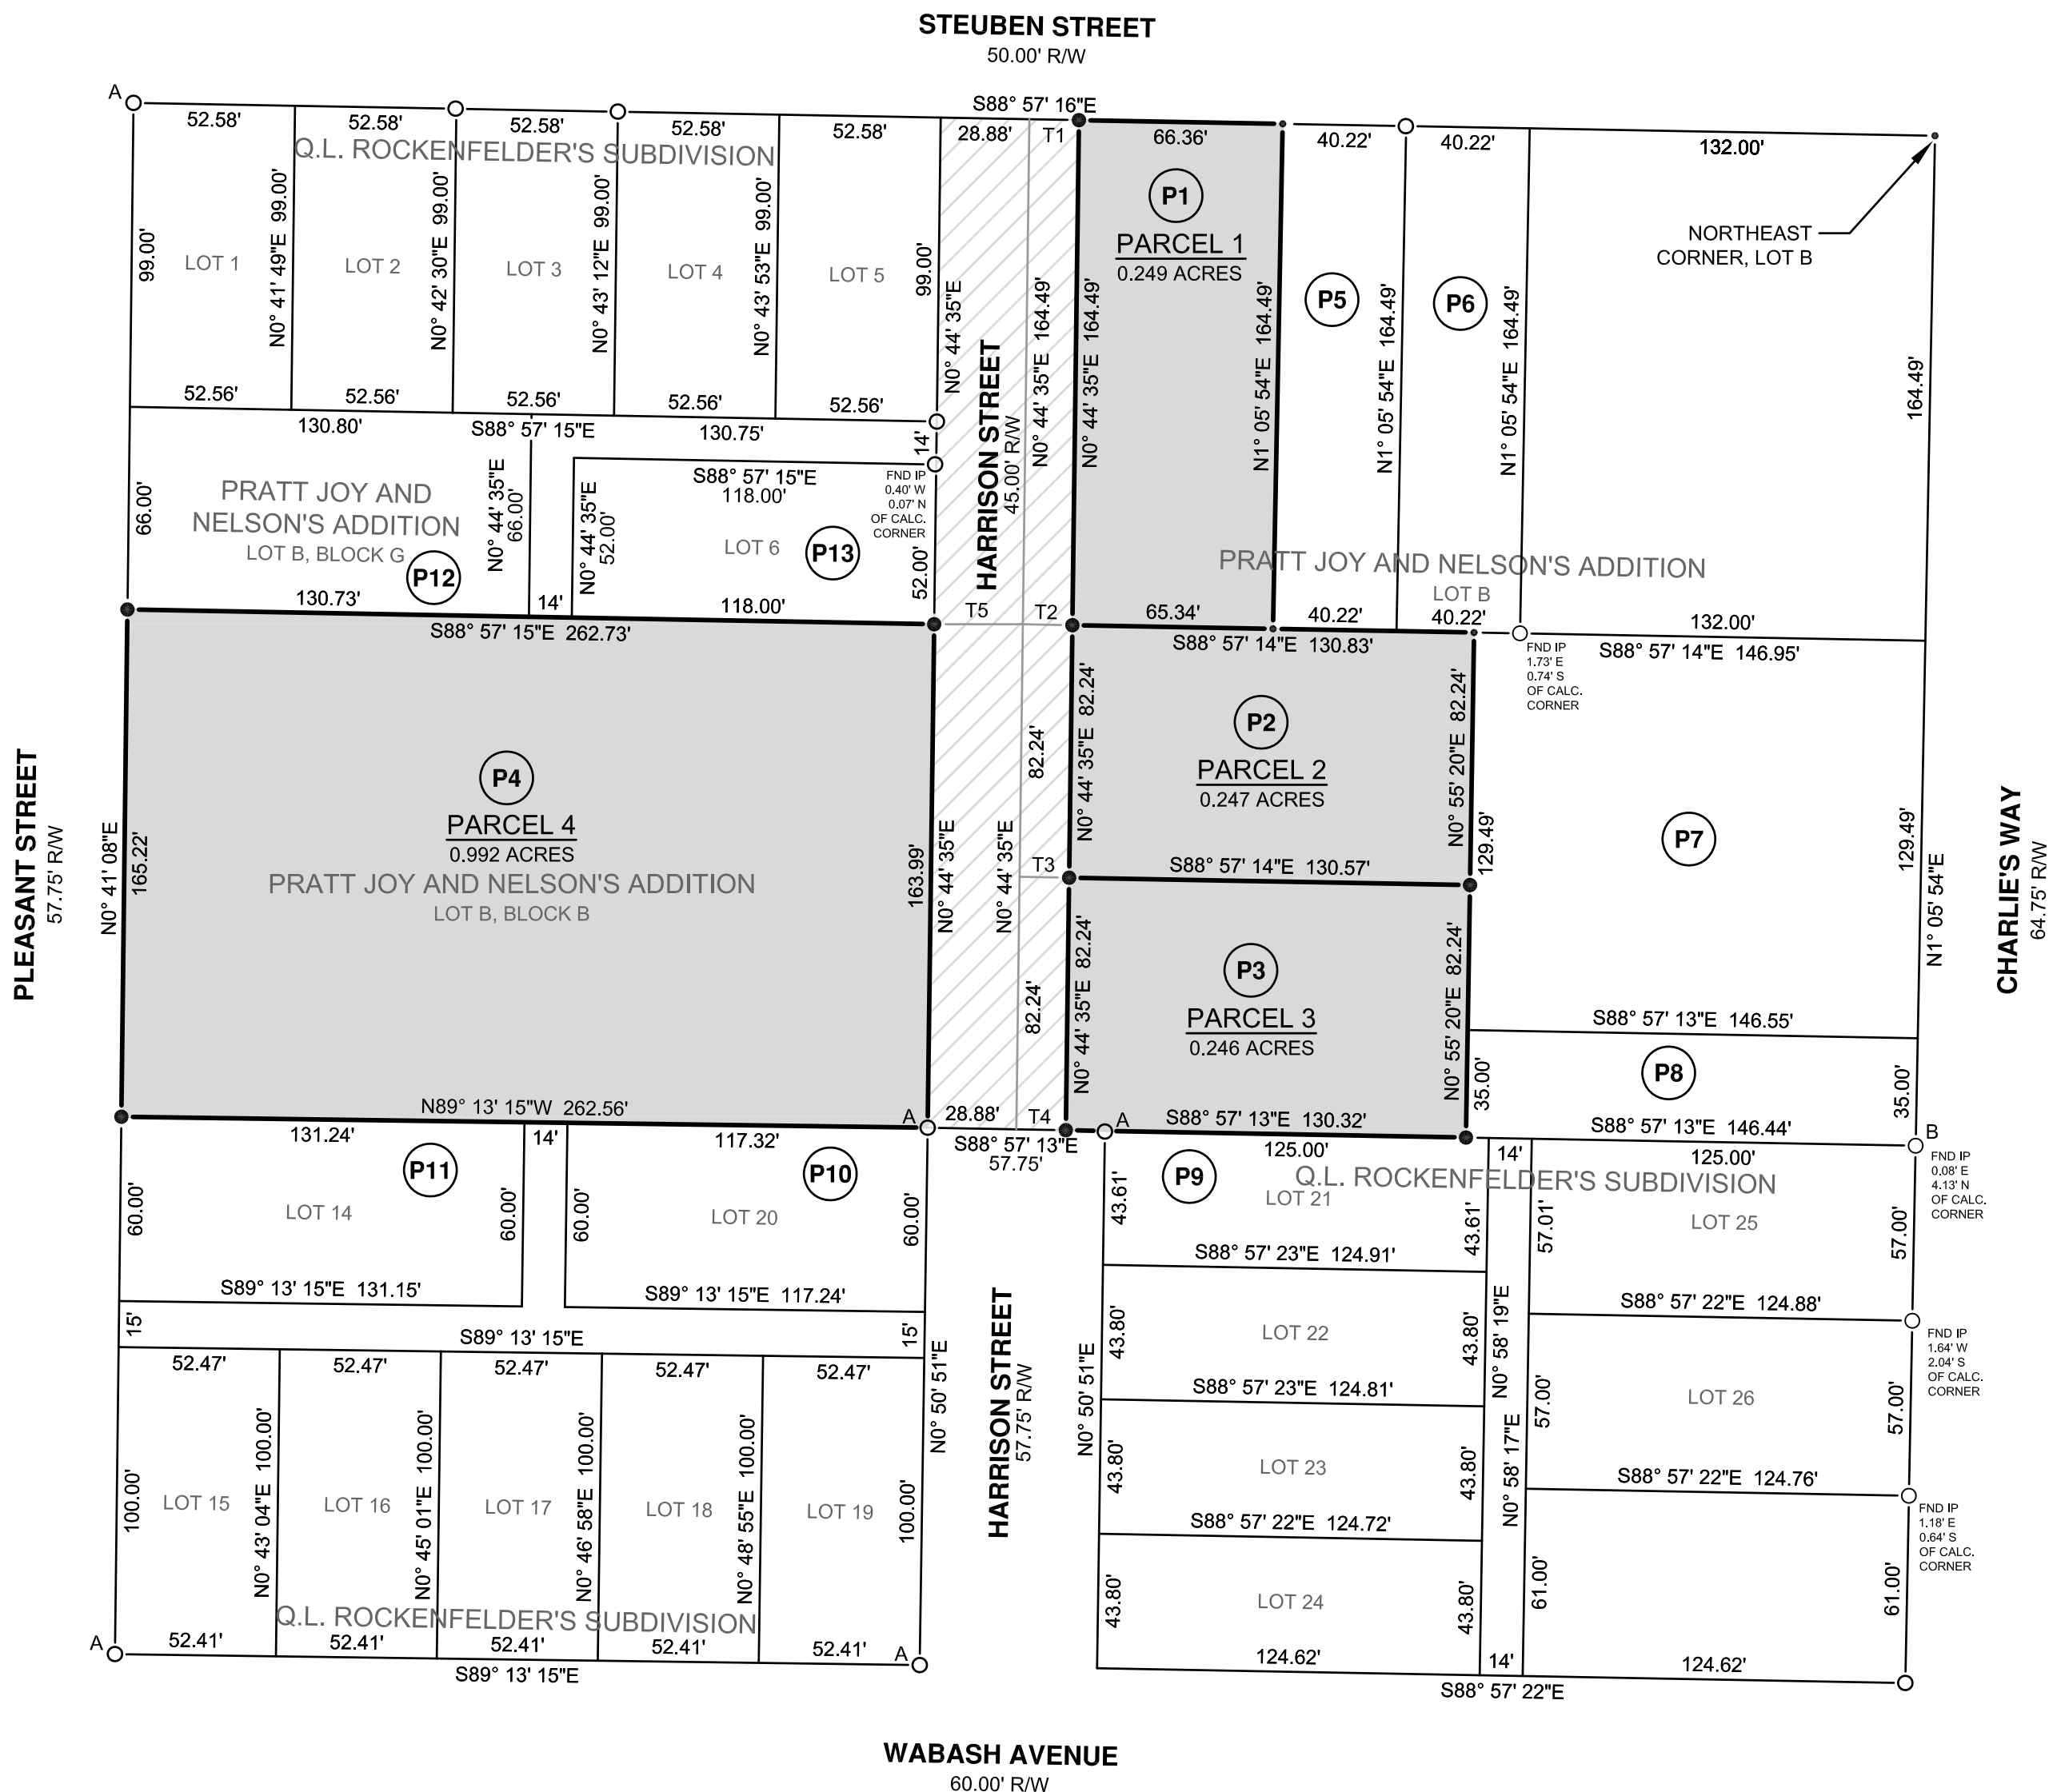 STEUBEN STREET
50.00' R/W
A
S88° 57' 16"E
52.58'
52.58'
52.58'
52.58'
52.58'
28.88'
T1
66.36'
40.22'
40.22'
132.00'
Q.L. ROCKENFELDER'S SUBDIVISION
P1
PARCEL 1
0.249 ACRES
NORTHEAST
CORNER, LOT B
99.00'
LOT 1
N0° 41' 49"E 99.00'
LOT 2
N0° 42' 30"E 99.00'
LOT 3
N0° 43' 12"E 99.00'
LOT 4
N0° 43' 53"E 99.00'
LOT 5
99.00'
N0° 44' 35"E
HARRISON STREET
45.00' R/W
N0° 44' 35"E 164.49'
N0° 44' 35"E 164.49'
N1° 05' 54"E 164.49'
P5
N1° 05' 54"E 164.49'
P6
N1° 05' 54"E 164.49'
164.49'
52.56'
52.56'
52.56'
52.56'
52.56'
130.80'
S88° 57' 15"E
130.75'
14'
S88° 57' 15"E
118.00'
FND IP
0.40' W
0.07' N
OF CALC.
CORNER
PRATT JOY AND
NELSON'S ADDITION
LOT B, BLOCK G
66.00'
P12
N0° 44' 35"E
66.00'
N0° 44' 35"E
52.00'
LOT 6
P13
52.00'
PRATT JOY AND NELSON'S ADDITION
LOT B
130.73'
14'
118.00'
T5
T2
65.34'
40.22'
40.22'
132.00'
S88° 57' 15"E 262.73'
S88° 57' 14"E 130.83'
S88° 57' 14"E 146.95'
FND IP
1.73' E
0.74' S
OF CALC.
CORNER
PLEASANT STREET
57.75' R/W
N0° 41' 08"E
165.22'
P4
PARCEL 4
0.992 ACRES
PRATT JOY AND NELSON'S ADDITION
LOT B, BLOCK B
163.99'
N0° 44' 35"E
N0° 44' 35"E
82.24'
N0° 44' 35"E 82.24'
P2
PARCEL 2
0.247 ACRES
N0° 55' 20"E 82.24'
129.49'
P7
129.49'
N1° 05' 54"E
CHARLIE'S WAY
64.75' R/W
T3
S88° 57' 14"E 130.57'
82.24'
N0° 44' 35"E 82.24'
P3
PARCEL 3
0.246 ACRES
N0° 55' 20"E 82.24'
S88° 57' 13"E 146.55'
35.00'
P8
35.00'
N89° 13' 15"W 262.56'
A
28.88'
T4
A
S88° 57' 13"E 130.32'
S88° 57' 13"E 146.44'
B
S88° 57' 13"E
57.75'
131.24'
14'
117.32'
125.00'
14'
125.00'
FND IP
0.08' E
4.13' N
OF CALC.
CORNER
Q.L. ROCKENFELDER'S SUBDIVISION
60.00'
P11
LOT 14
60.00'
60.00'
P10
LOT 20
60.00'
43.61'
P9
LOT 21
43.61'
57.01'
LOT 25
57.00'
S89° 13' 15"E 131.15'
S89° 13' 15"E 117.24'
S88° 57' 23"E 124.91'
S88° 57' 22"E 124.88'
15'
S89° 13' 15"E
15'
N0° 50' 51"E
HARRISON STREET
57.75' R/W
N0° 50' 51"E
43.80'
LOT 22
43.80'
N0° 58' 19"E
FND IP
1.64' W
2.04' S
OF CALC.
CORNER
52.47'
52.47'
52.47'
52.47'
52.47'
S88° 57' 23"E 124.81'
57.00'
LOT 26
57.00'
100.00'
LOT 15
N0° 43' 04"E 100.00'
LOT 16
N0° 45' 01"E 100.00'
LOT 17
N0° 46' 58"E 100.00'
LOT 18
N0° 48' 55"E 100.00'
LOT 19
100.00'
43.80'
LOT 23
43.80'
N0° 58' 17"E
S88° 57' 22"E 124.76'
S88° 57' 22"E 124.72'
FND IP
1.18' E
0.64' S
OF CALC.
CORNER
43.80'
LOT 24
43.80'
61.00'
61.00'
Q.L. ROCKENFELDER'S SUBDIVISION
A
52.41'
52.41'
52.41'
52.41'
52.41'
A
S89° 13' 15"E
124.62'
14'
124.62'
S88° 57' 22"E
WABASH AVENUE
60.00' R/W